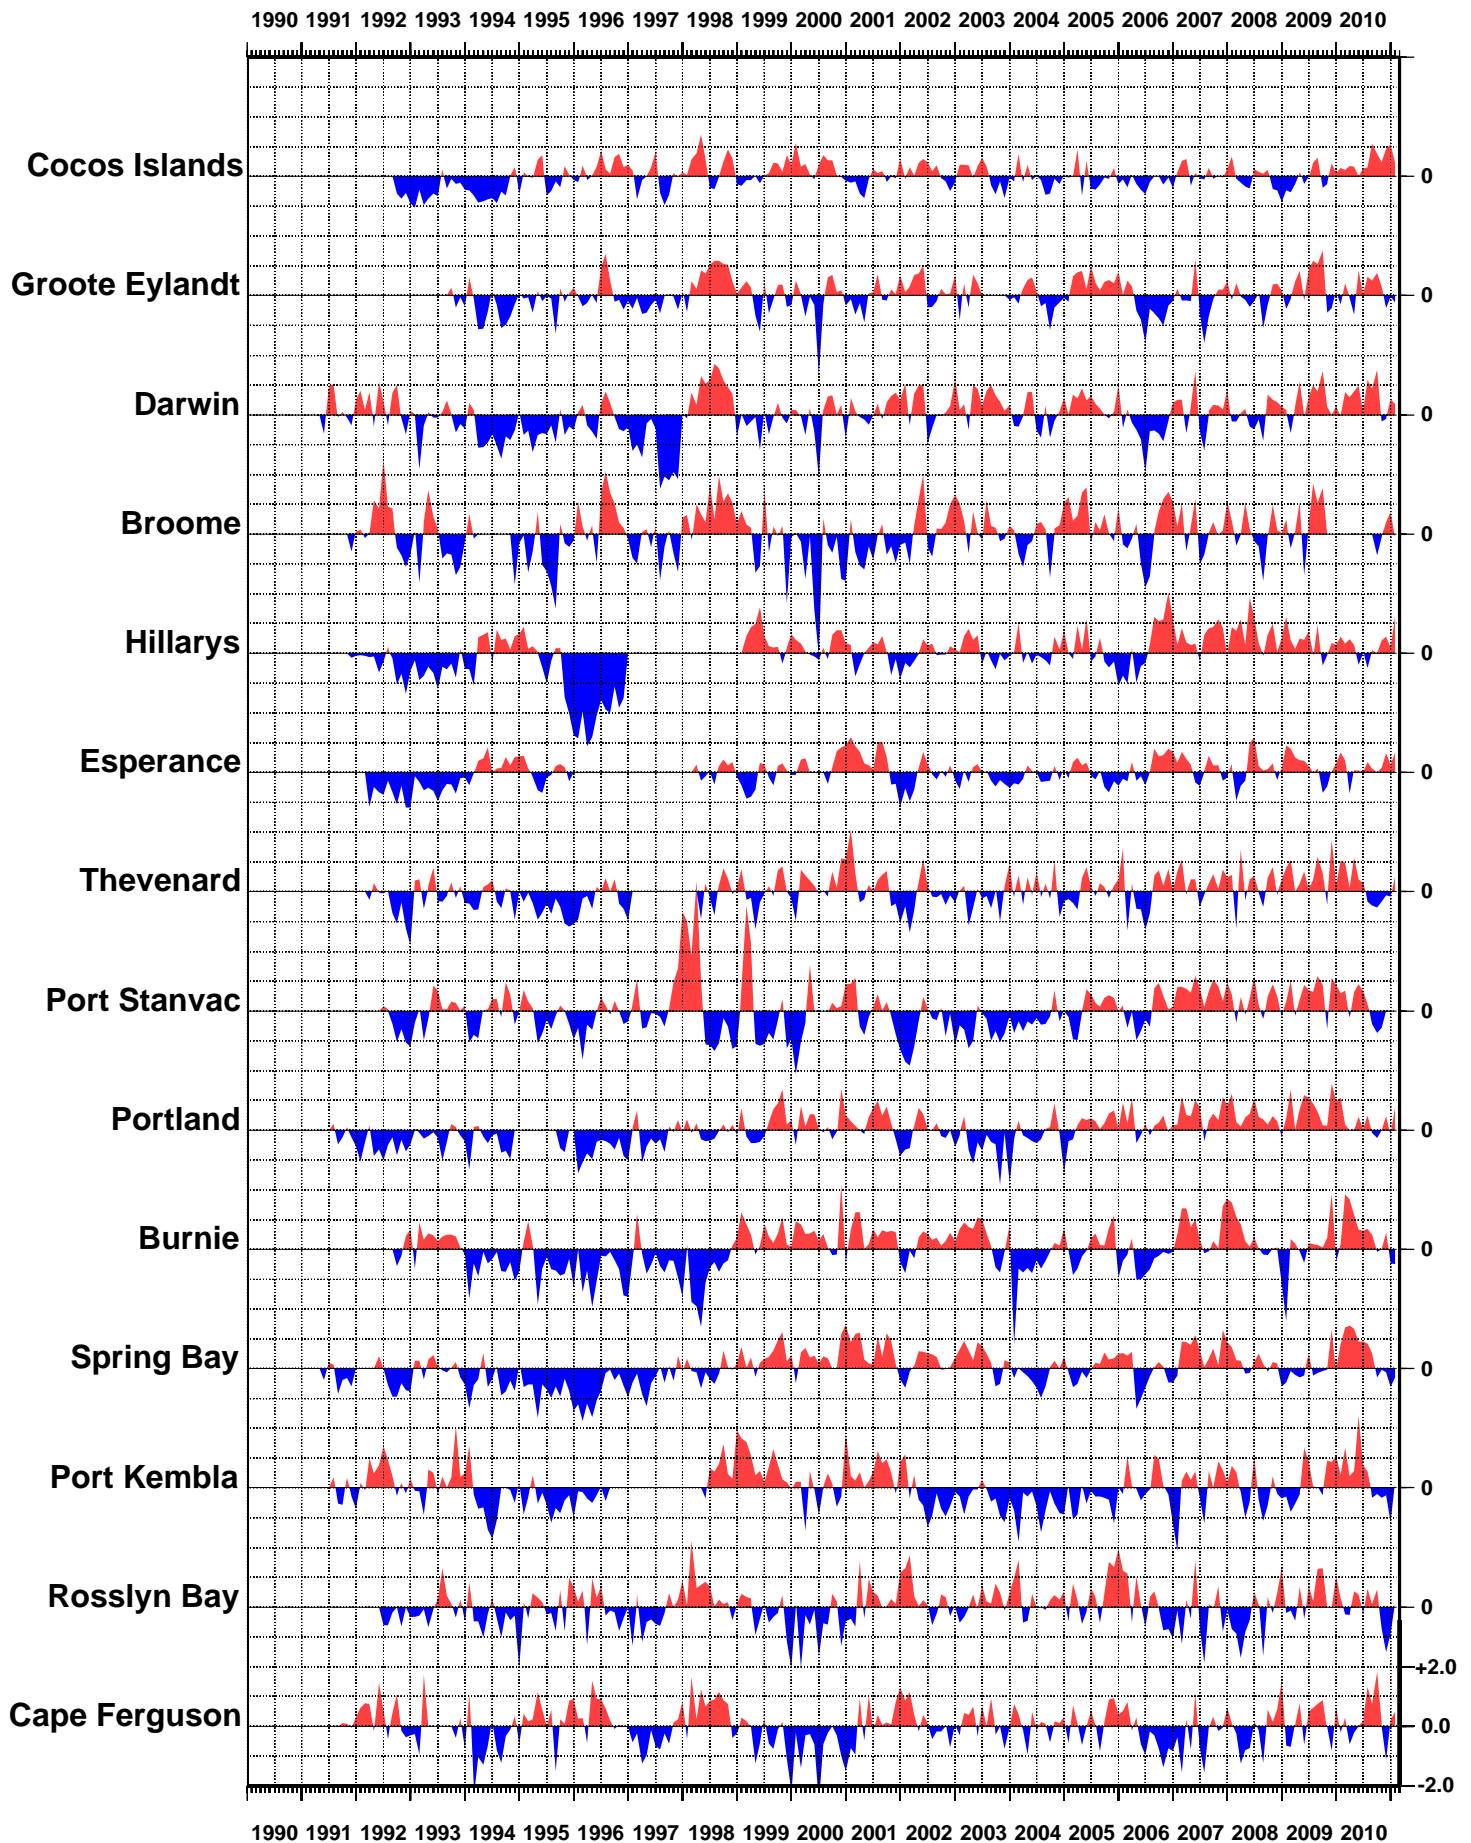 1990 1991 1992 1993 1994 1995 1996 1997 1998 1999 2000 2001 2002 2003 2004 2005 2006 2007 2008 2009 2010
Cocos Islands 0
Groote Eylandt 0
Darwin 0
Broome 0
Hillarys 0
Esperance 0
Thevenard 0
Port Stanvac 0
Portland 0
Burnie 0
Spring Bay 0
Port Kembla 0
Rosslyn Bay 0
+2.0
Cape Ferguson 0.0
-2.0
1990 1991 1992 1993 1994 1995 1996 1997 1998 1999 2000 2001 2002 2003 2004 2005 2006 2007 2008 2009 2010